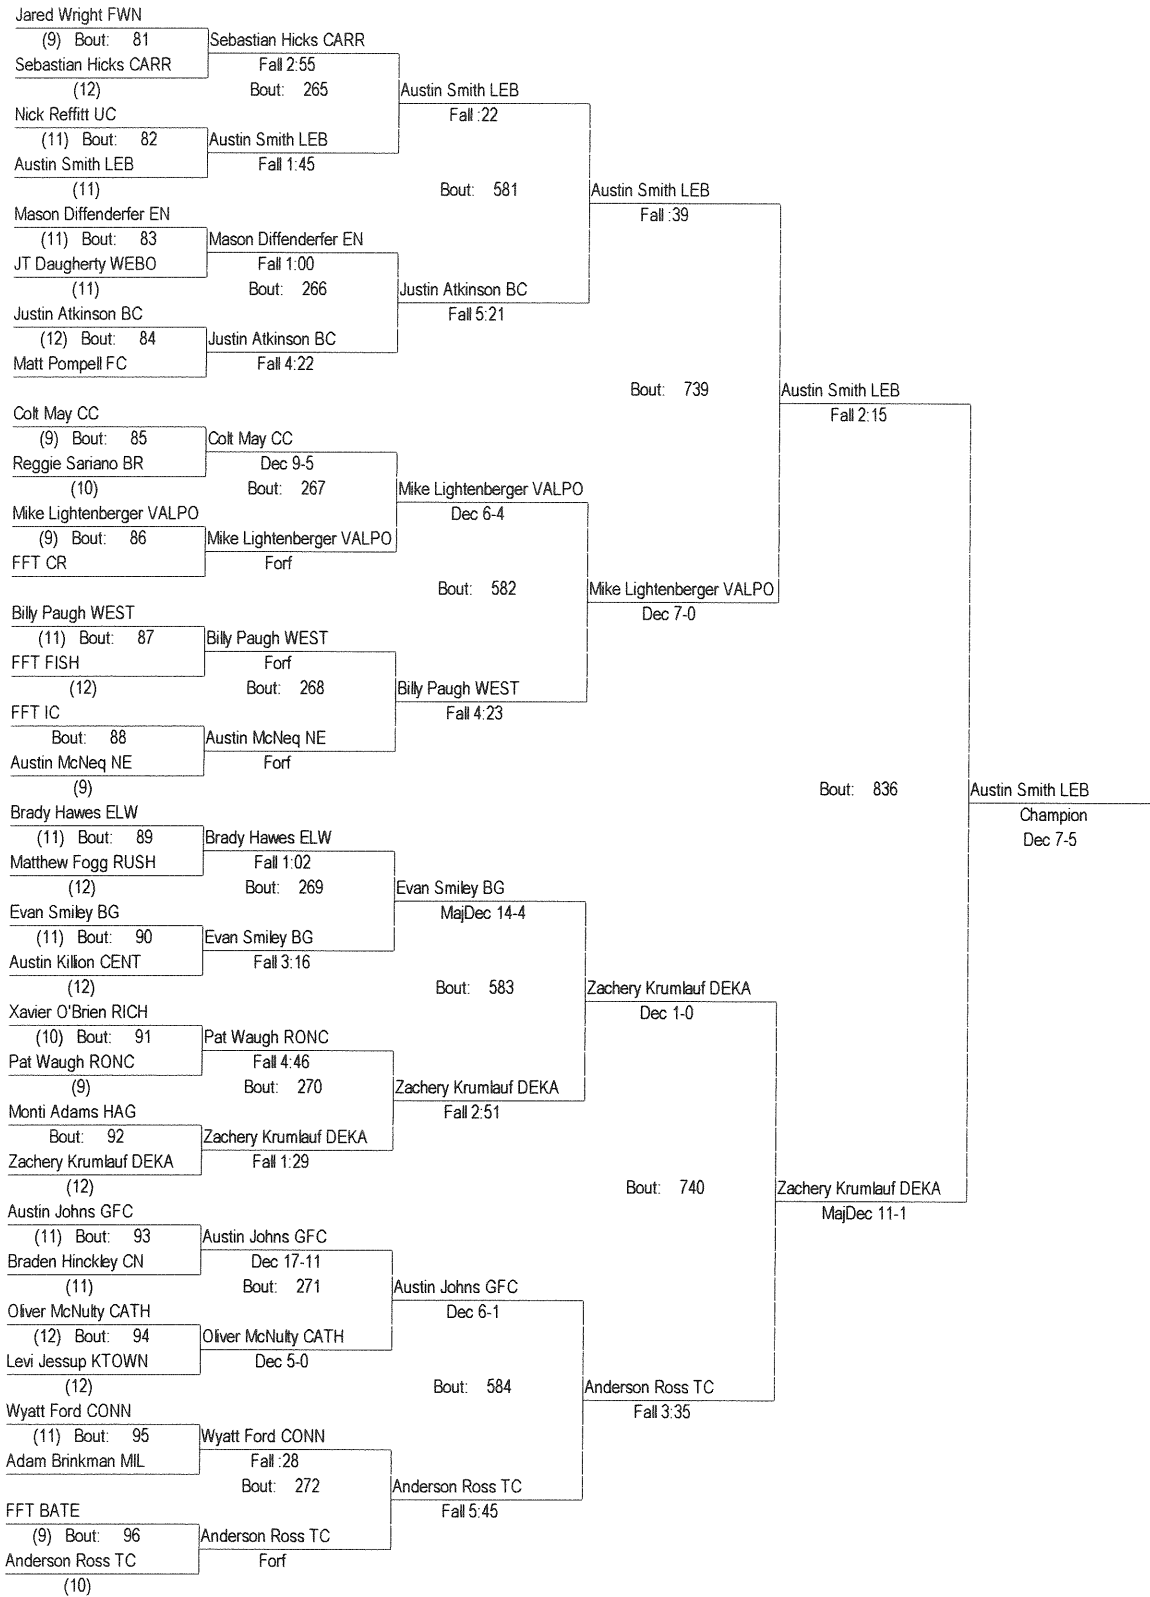 Jared Wright FWN
(9) Bout: 81 Sebastian Hicks CARR
Sebastian Hicks CARR Fall 2:55
(12) Bout: 265 Austin Smith LEB
Nick Reffitt UC Fall :22
(11) Bout: 82 Austin Smith LEB
Austin Smith LEB Fall 1:45
(11) Bout: 581 Austin Smith LEB
Mason Diffenderfer EN Fall :39
(11) Bout: 83 Mason Diffenderfer EN
JT Daugherty WEBO Fall 1:00
(11) Bout: 266 Justin Atkinson BC
Justin Atkinson BC Fall 5:21
(12) Bout: 84 Justin Atkinson BC
Matt Pompell FC Fall 4:22
Bout: 739 Austin Smith LEB
Colt May CC Fall 2:15
(9) Bout: 85 Colt May CC
Reggie Sariano BR Dec 9-5
(10) Bout: 267 Mike Lightenberger VALPO
Mike Lightenberger VALPO Dec 6-4
(9) Bout: 86 Mike Lightenberger VALPO
FFT CR Forf
Bout: 582 Mike Lightenberger VALPO
Billy Paugh WEST Dec 7-0
(11) Bout: 87 Billy Paugh WEST
FFT FISH Forf
(12) Bout: 268 Billy Paugh WEST
FFT IC Fall 4:23
Bout: 88 Austin McNeq NE
Austin McNeq NE Forf
(9) Bout: 836 Austin Smith LEB
Brady Hawes ELW Champion
(11) Bout: 89 Brady Hawes ELW Dec 7-5
Matthew Fogg RUSH Fall 1:02
(12) Bout: 269 Evan Smiley BG
Evan Smiley BG MajDec 14-4
(11) Bout: 90 Evan Smiley BG
Austin Killion CENT Fall 3:16
(12) Bout: 583 Zachery Krumlauf DEKA
Xavier O'Brien RICH Dec 1-0
(10) Bout: 91 Pat Waugh RONC
Pat Waugh RONC Fall 4:46
(9) Bout: 270 Zachery Krumlauf DEKA
Monti Adams HAG Fall 2:51
Bout: 92 Zachery Krumlauf DEKA
Zachery Krumlauf DEKA Fall 1:29
(12) Bout: 740 Zachery Krumlauf DEKA
Austin Johns GFC MajDec 11-1
(11) Bout: 93 Austin Johns GFC
Braden Hinckley CN Dec 17-11
(11) Bout: 271 Austin Johns GFC
Oliver McNulty CATH Dec 6-1
(12) Bout: 94 Oliver McNulty CATH
Levi Jessup KTOWN Dec 5-0
(12) Bout: 584 Anderson Ross TC
Wyatt Ford CONN Fall 3:35
(11) Bout: 95 Wyatt Ford CONN
Adam Brinkman MIL Fall :28
Bout: 272 Anderson Ross TC
FFT BATE Fall 5:45
(9) Bout: 96 Anderson Ross TC
Anderson Ross TC Forf
(10)